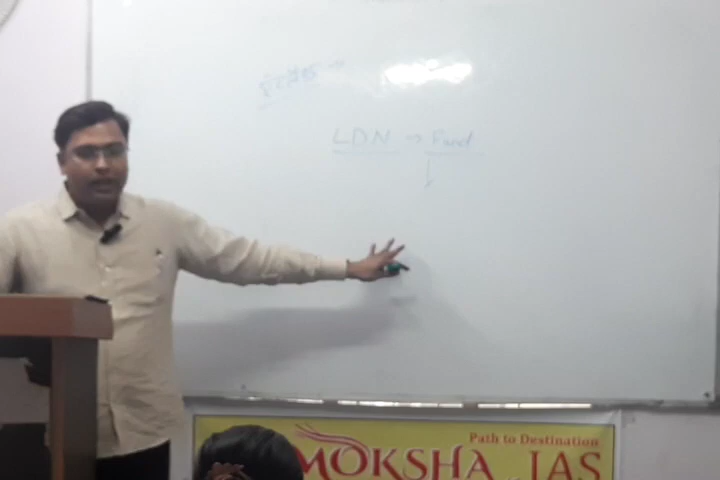 LDN → Fund
Path to Destination
MOKSHA IAS